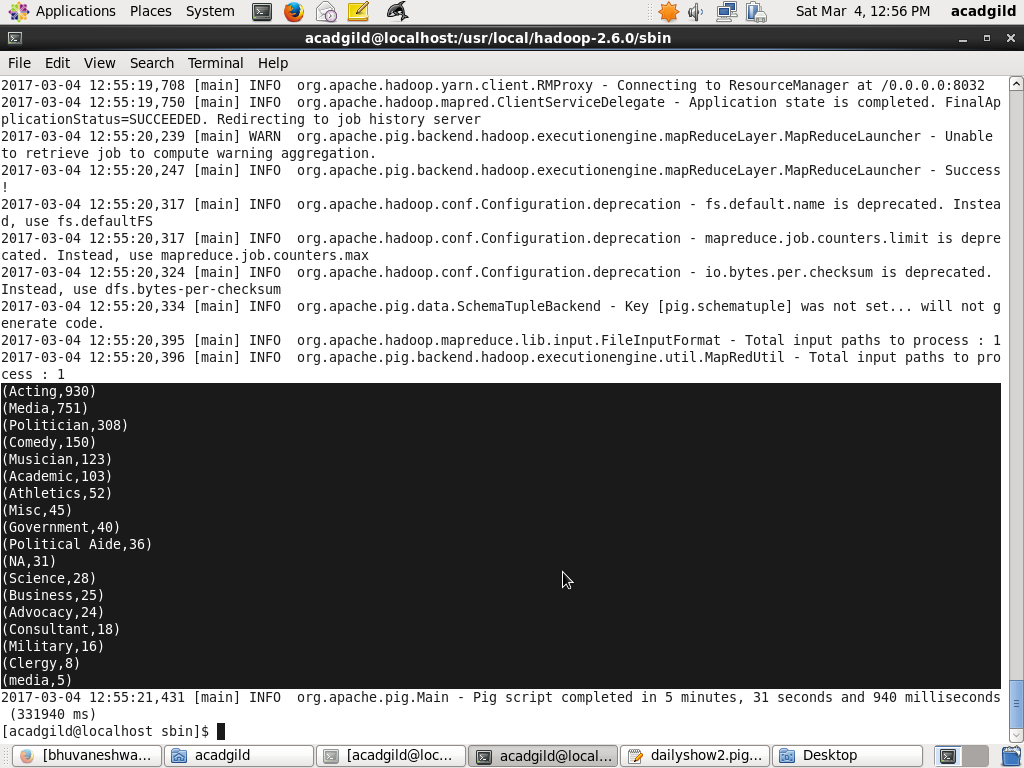 Applications Places System Sat Mar 4, 12:56 PM acadgild
acadgild@localhost:/usr/local/hadoop-2.6.0/sbin
File Edit View Search Terminal Help
2017-03-04 12:55:19,708 [main] INFO  org.apache.hadoop.yarn.client.RMProxy - Connecting to ResourceManager at /0.0.0.0:8032
2017-03-04 12:55:19,750 [main] INFO  org.apache.hadoop.mapred.ClientServiceDelegate - Application state is completed. FinalAp
plicationStatus=SUCCEEDED. Redirecting to job history server
2017-03-04 12:55:20,239 [main] WARN  org.apache.pig.backend.hadoop.executionengine.mapReduceLayer.MapReduceLauncher - Unable
to retrieve job to compute warning aggregation.
2017-03-04 12:55:20,247 [main] INFO  org.apache.pig.backend.hadoop.executionengine.mapReduceLayer.MapReduceLauncher - Success
!
2017-03-04 12:55:20,317 [main] INFO  org.apache.hadoop.conf.Configuration.deprecation - fs.default.name is deprecated. Instea
d, use fs.defaultFS
2017-03-04 12:55:20,317 [main] INFO  org.apache.hadoop.conf.Configuration.deprecation - mapreduce.job.counters.limit is depre
cated. Instead, use mapreduce.job.counters.max
2017-03-04 12:55:20,324 [main] INFO  org.apache.hadoop.conf.Configuration.deprecation - io.bytes.per.checksum is deprecated.
Instead, use dfs.bytes-per-checksum
2017-03-04 12:55:20,334 [main] INFO  org.apache.pig.data.SchemaTupleBackend - Key [pig.schematuple] was not set... will not g
enerate code.
2017-03-04 12:55:20,395 [main] INFO  org.apache.hadoop.mapreduce.lib.input.FileInputFormat - Total input paths to process : 1
2017-03-04 12:55:20,396 [main] INFO  org.apache.pig.backend.hadoop.executionengine.util.MapRedUtil - Total input paths to pro
cess : 1
(Acting,930)
(Media,751)
(Politician,308)
(Comedy,150)
(Musician,123)
(Academic,103)
(Athletics,52)
(Misc,45)
(Government,40)
(Political Aide,36)
(NA,31)
(Science,28)
(Business,25)
(Advocacy,24)
(Consultant,18)
(Military,16)
(Clergy,8)
(media,5)
2017-03-04 12:55:21,431 [main] INFO  org.apache.pig.Main - Pig script completed in 5 minutes, 31 seconds and 940 milliseconds
(331940 ms)
[acadgild@localhost sbin]$
[bhuvaneshwa... acadgild [acadgild@loc... acadgild@local... dailyshow2.pig... Desktop